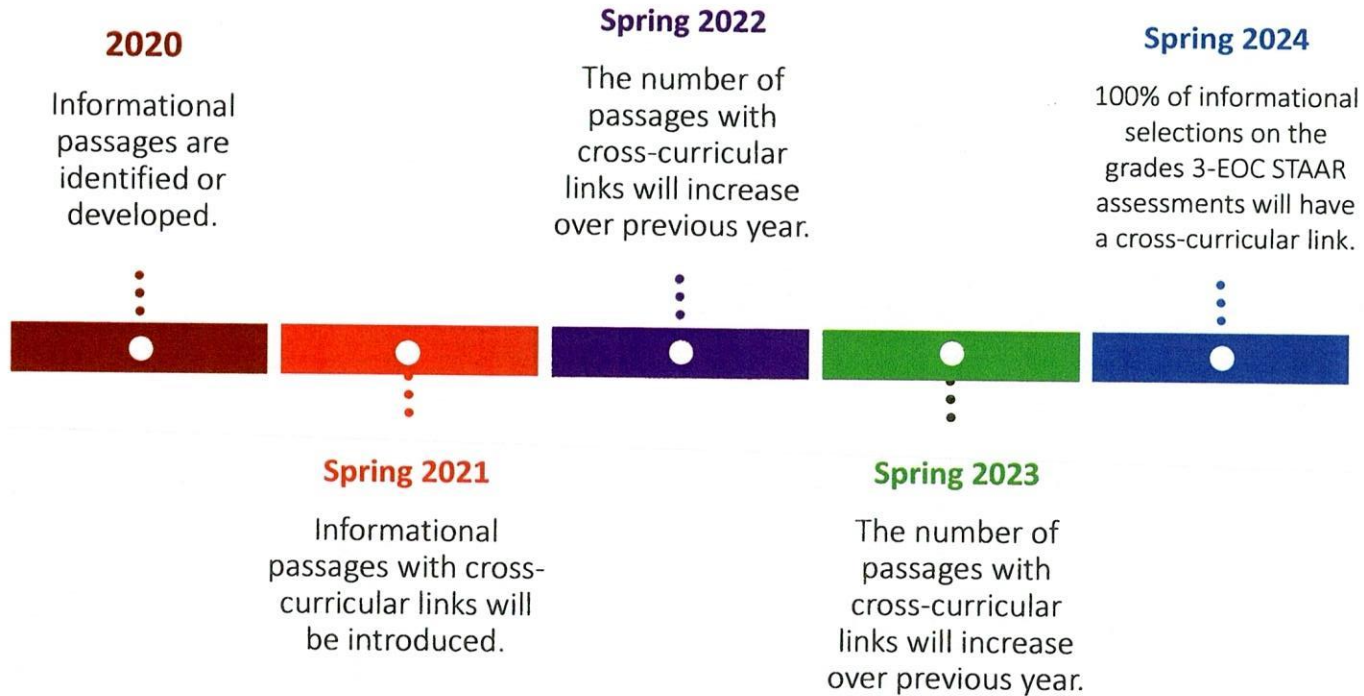 2020
Informational
passages are
identified or
developed.
Spring 2021
Informational
passages with cross-
curricular links will
be introduced.
Spring 2022
The number of
passages with
cross-curricular
links will increase
over previous year.
Spring 2023
The number of
passages with
cross-curricular
links will increase
over previous year.
Spring 2024
100% of informational
selections on the
grades 3-EOC STAAR
assessments will have
a cross-curricular link.